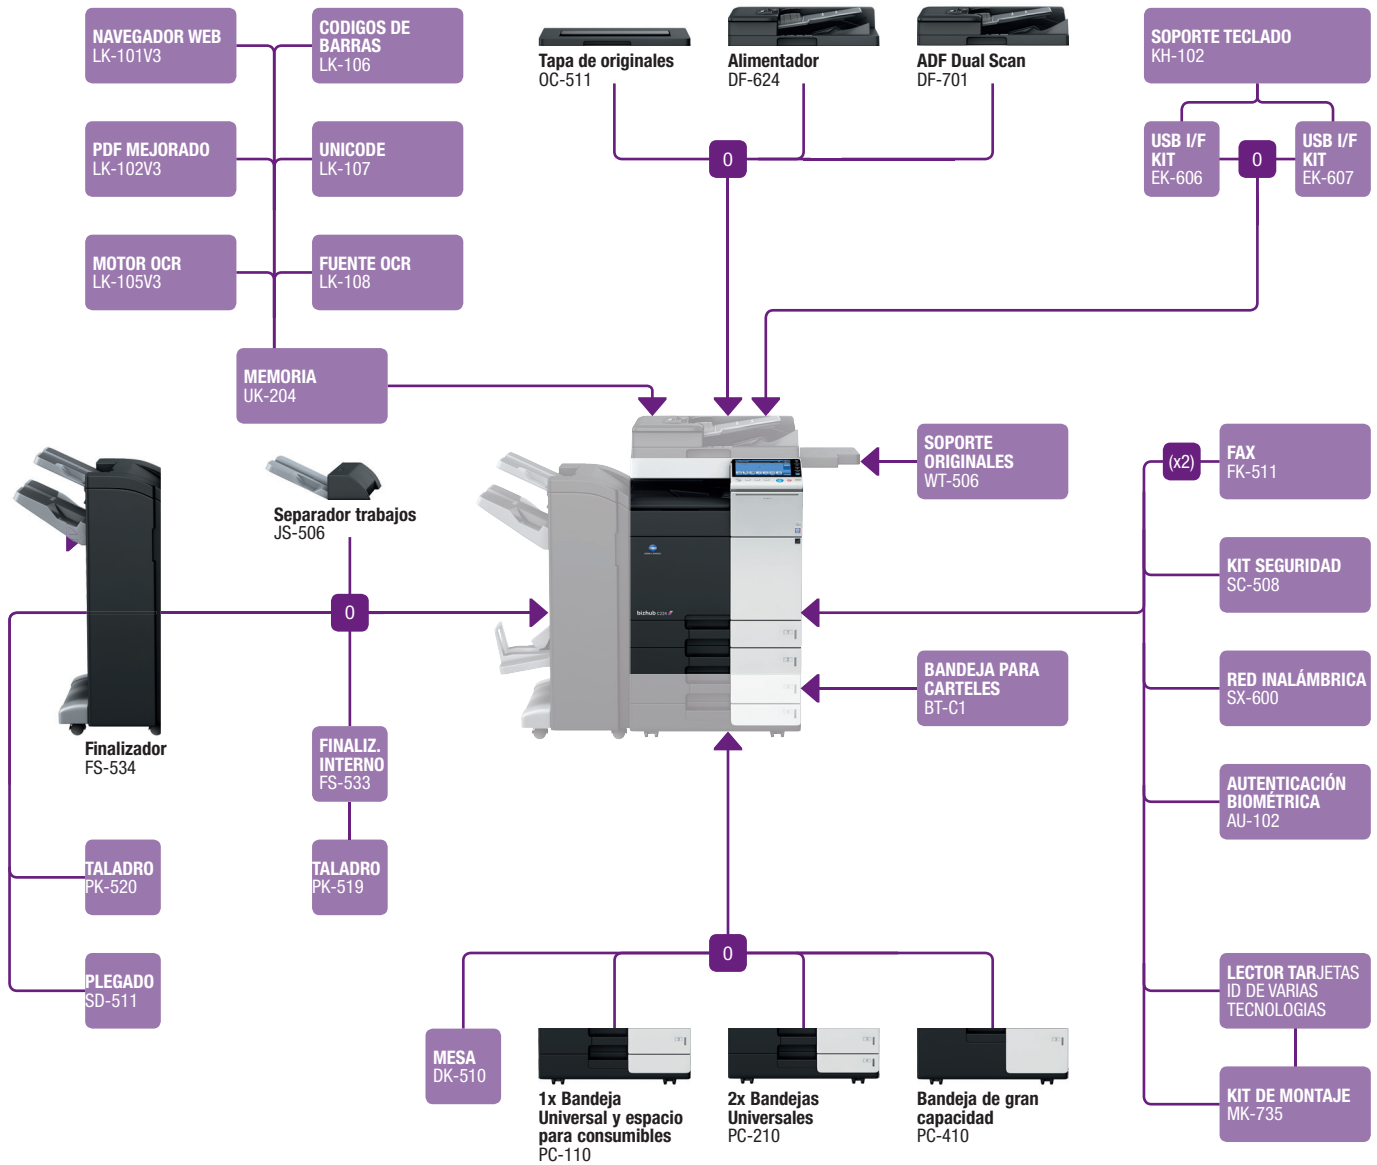 NAVEGADOR WEB
LK-101V3
CODIGOS DE
BARRAS
LK-106
Tapa de originales
OC-511
Alimentador
DF-624
ADF Dual Scan
DF-701
SOPORTE TECLADO
KH-102
PDF MEJORADO
LK-102V3
UNICODE
LK-107
O
USB I/F
KIT
EK-606
O
USB I/F
KIT
EK-607
MOTOR OCR
LK-105V3
FUENTE OCR
LK-108
MEMORIA
UK-204
SOPORTE
ORIGINALES
WT-506
(x2)
FAX
FK-511
Separador trabajos
JS-506
KIT SEGURIDAD
SC-508
O
bizhub C224
BANDEJA PARA
CARTELES
BT-C1
RED INALÁMBRICA
SX-600
Finalizador
FS-534
FINALIZ.
INTERNO
FS-533
AUTENTICACIÓN
BIOMÉTRICA
AU-102
TALADRO
PK-520
TALADRO
PK-519
O
PLEGADO
SD-511
LECTOR TARJETAS
ID DE VARIAS
TECNOLOGIAS
MESA
DK-510
1x Bandeja
Universal y espacio
para consumibles
PC-110
2x Bandejas
Universales
PC-210
Bandeja de gran
capacidad
PC-410
KIT DE MONTAJE
MK-735